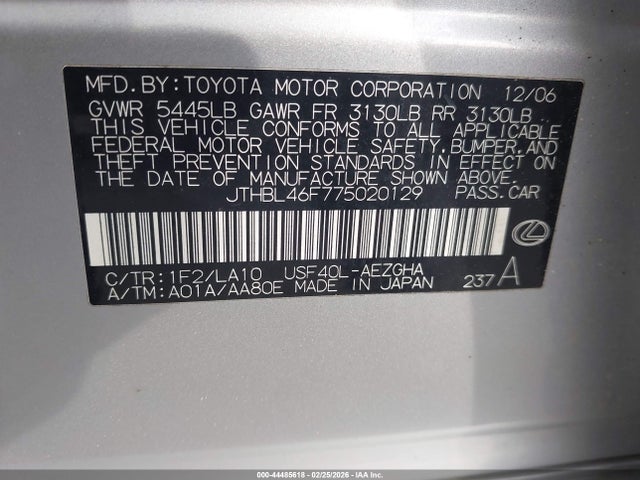 MFD.BY:TOYOTA MOTOR CORPORATION 12/06
GVWR 5445LB GAWR FR 3130LB RR 3130LB
THIS VEHICLE CONFORMS TO ALL APPLICABLE
FEDERAL MOTOR VEHICLE SAFETY,BUMPER,AND
THEFT PREVENTION STANDARDS IN EFFECT ON
THE DATE OF MANUFACTURE SHOWN ABOVE.
JTHBL46F775020129 PASS.CAR
C/TR:1F2/LA10 USF40L-AEZGHA
A/TM:A01A/AA80E MADE IN JAPAN 237A
000-44485618 - 02/25/2026 - IAA Inc.